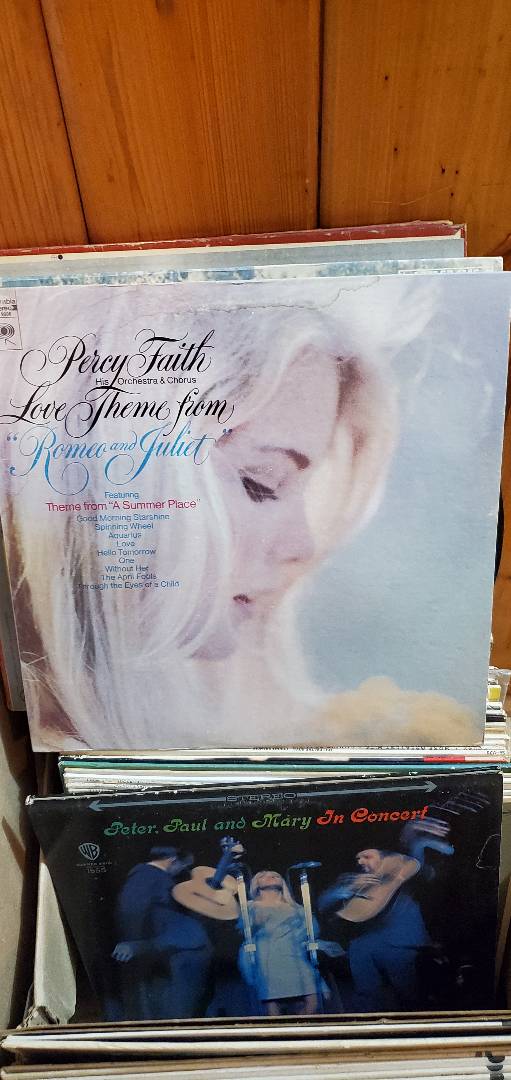 Percy Faith
His Orchestra & Chorus
Love Theme from
"Romeo and Juliet"
Featuring
Theme from "A Summer Place"
Good Morning Starshine
Spinning Wheel
Aquarius
Love
Hello Tomorrow
One
Without Her
The April Fools
Through the Eyes of a Child
STEREO
Peter, Paul and Mary In Concert
WB
1555